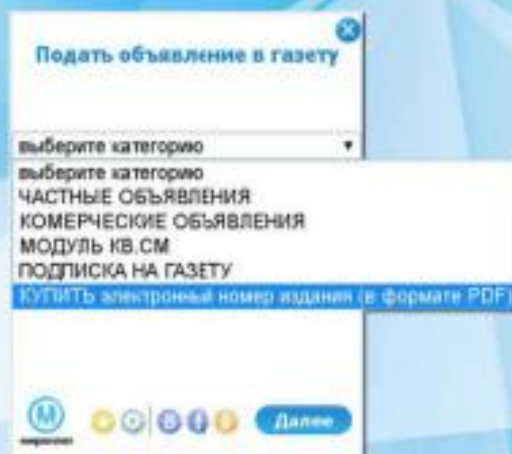 Подать объявление в газету
выберите категорию
выберите категорию
ЧАСТНЫЕ ОБЪЯВЛЕНИЯ
КОМЕРЧЕСКИЕ ОБЪЯВЛЕНИЯ
МОДУЛЬ КВ.СМ
ПОДПИСКА НА ГАЗЕТУ
КУПИТЬ электронный номер издания (в формате PDF)
Далее